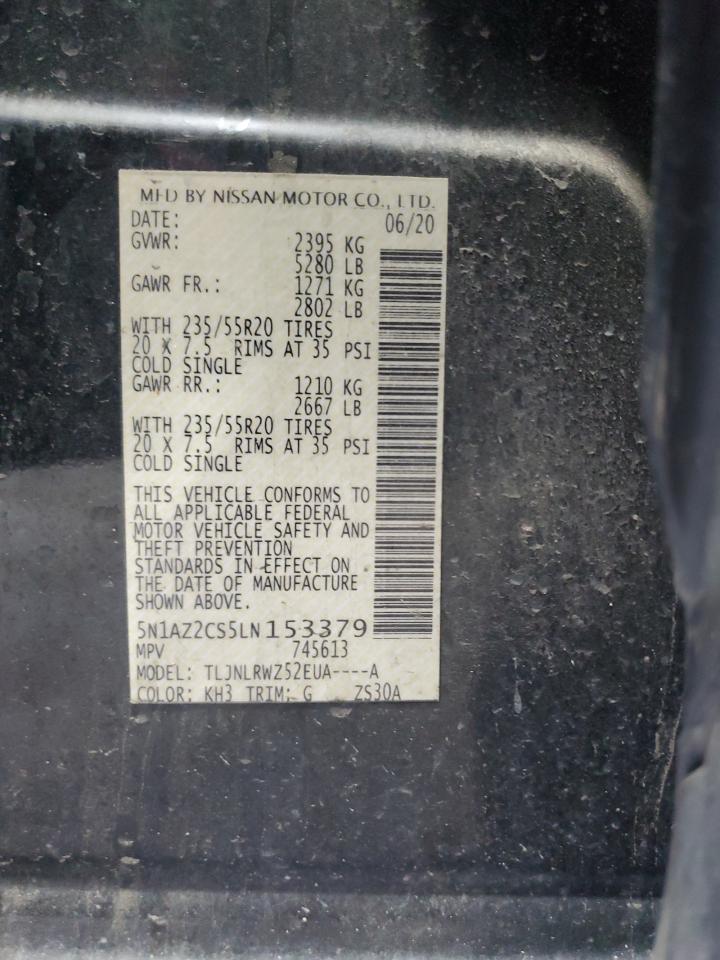 MFD BY NISSAN MOTOR CO., LTD.
DATE: 06/20
GVWR: 2395 KG
5280 LB
GAWR FR.: 1271 KG
2802 LB
WITH 235/55R20 TIRES
20 X 7.5 RIMS AT 35 PSI
COLD SINGLE
GAWR RR.: 1210 KG
2667 LB
WITH 235/55R20 TIRES
20 X 7.5 RIMS AT 35 PSI
COLD SINGLE
THIS VEHICLE CONFORMS TO
ALL APPLICABLE FEDERAL
MOTOR VEHICLE SAFETY AND
THEFT PREVENTION
STANDARDS IN EFFECT ON
THE DATE OF MANUFACTURE
SHOWN ABOVE.
5N1AZ2CS5LN153379
MPV 745613
MODEL: TLJNLRWZ52EUA----A
COLOR: KH3 TRIM: G ZS30A